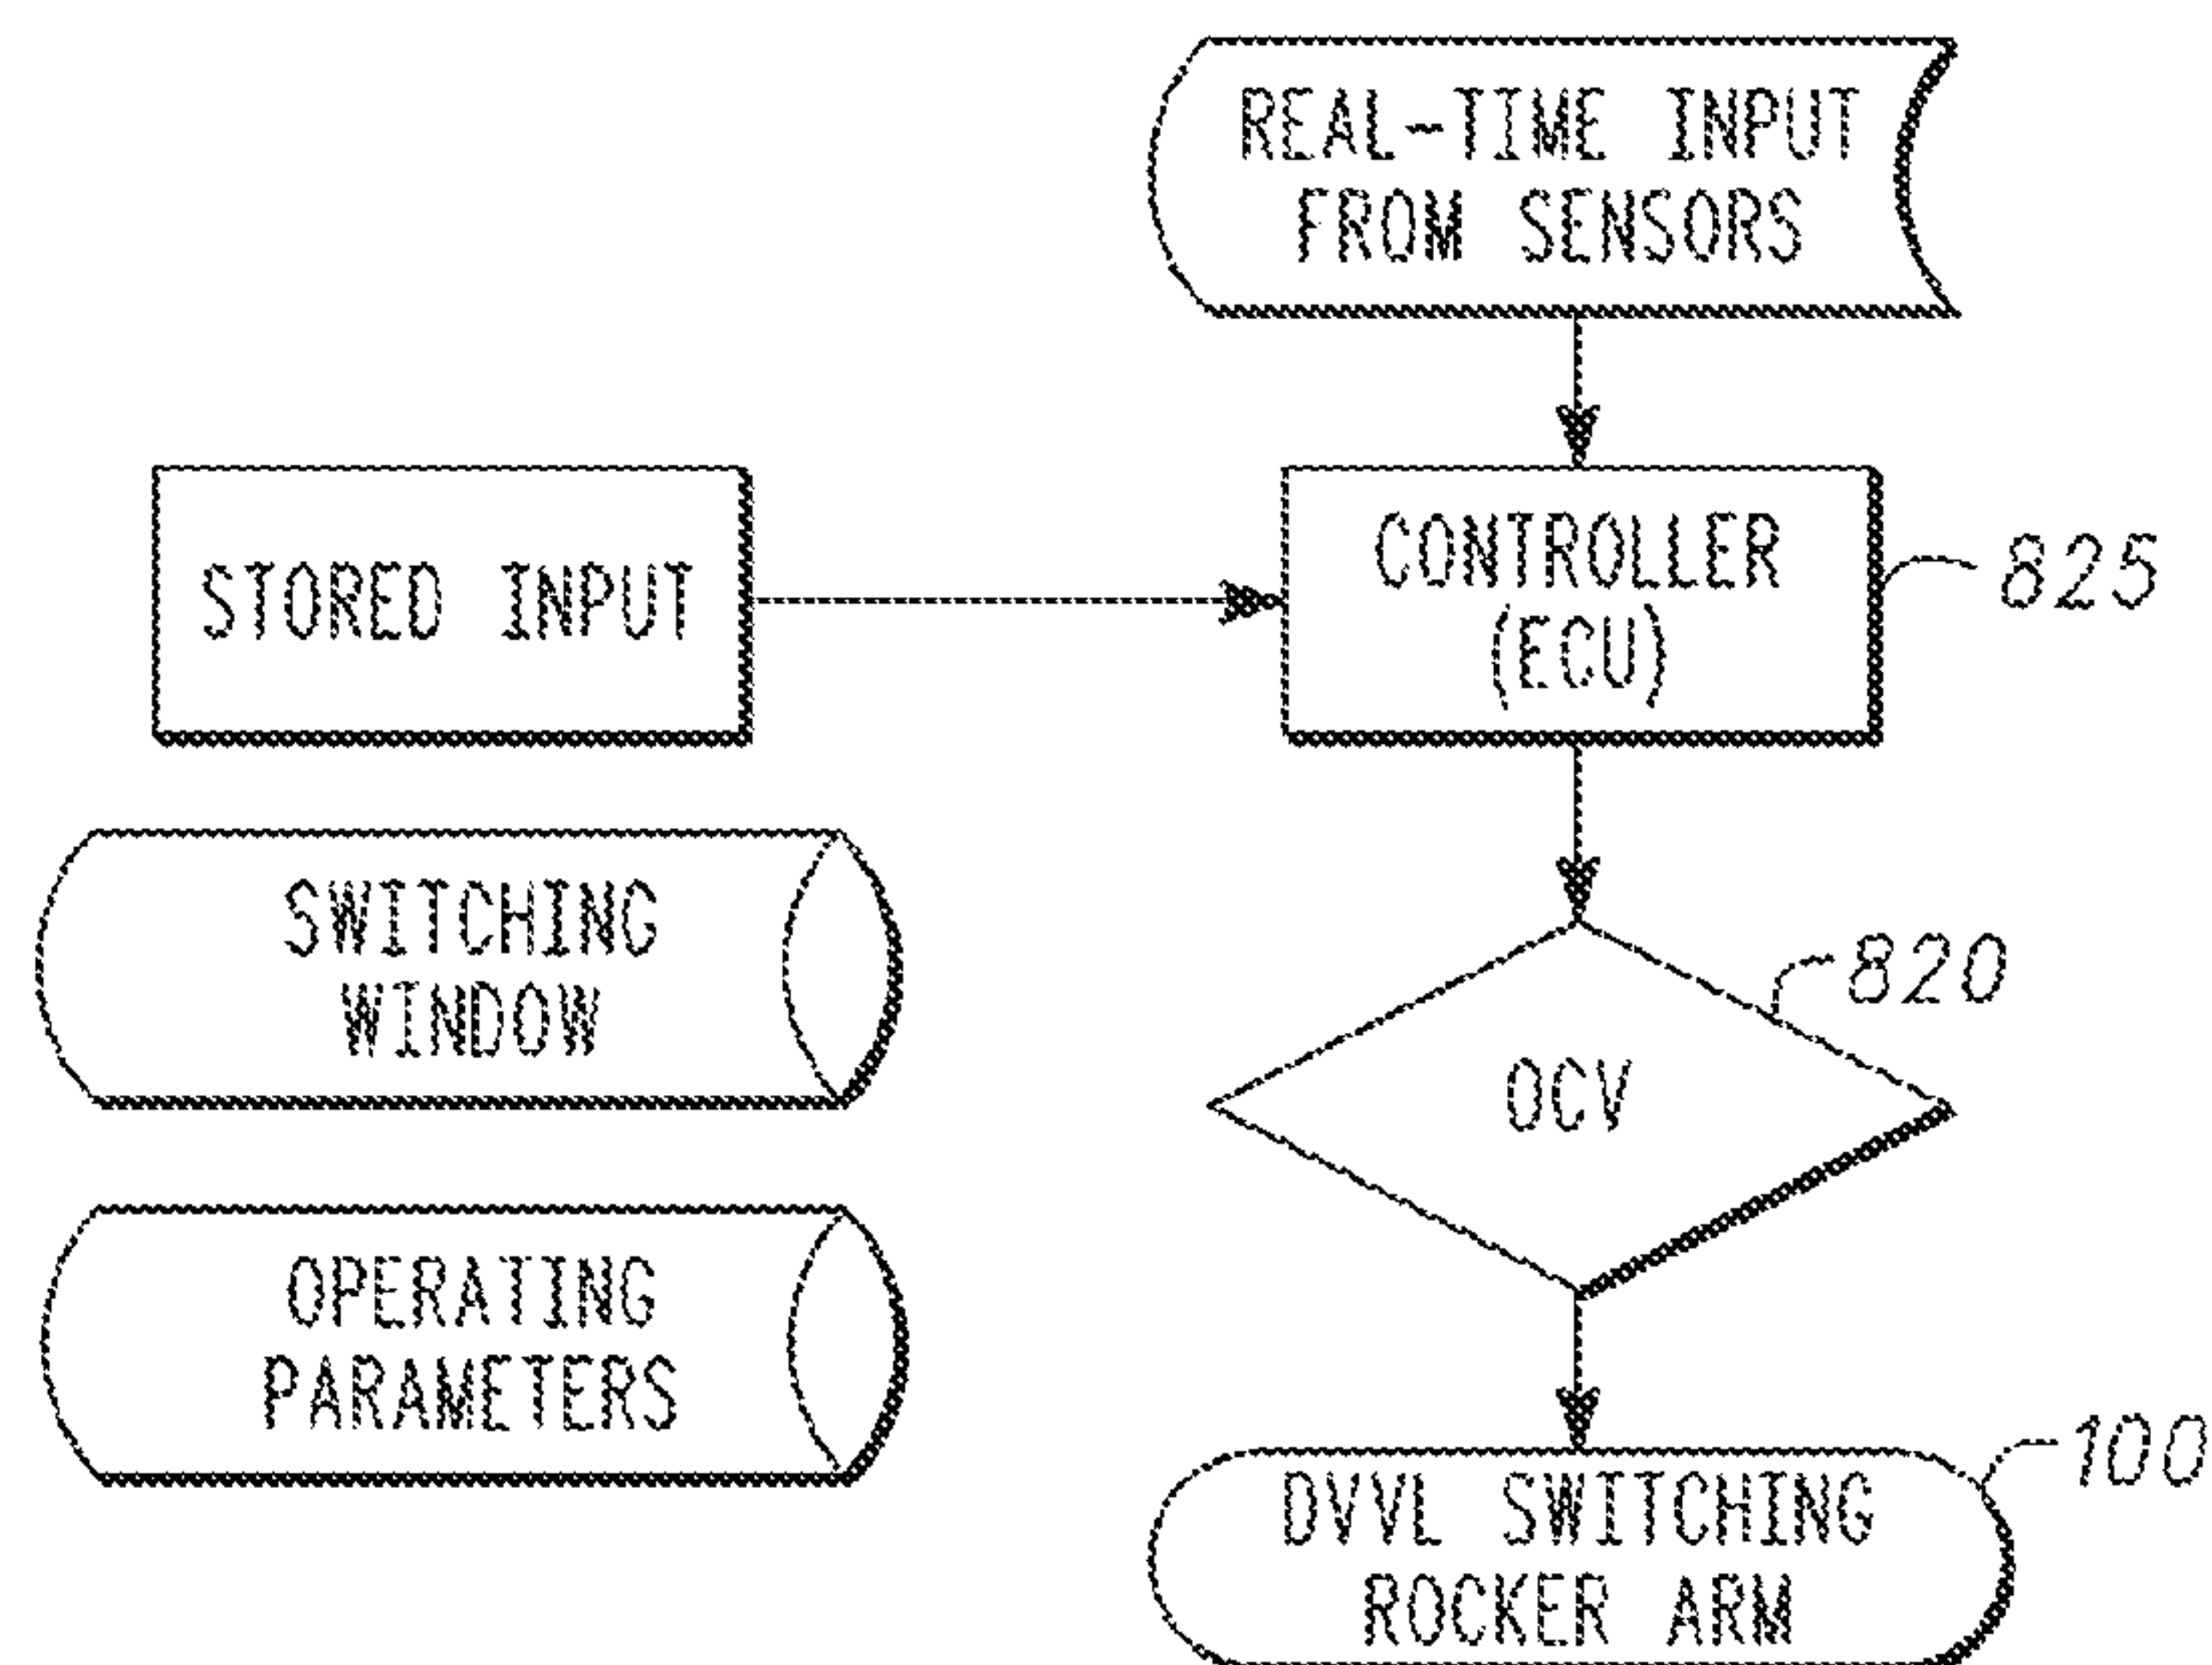 REAL-TIME INPUT
FROM SENSORS
STORED INPUT
CONTROLLER
(ECU)
825
SWITCHING
WINDOW
820
OCV
OPERATING
PARAMETERS
100
DVVL SWITCHING
ROCKER ARM